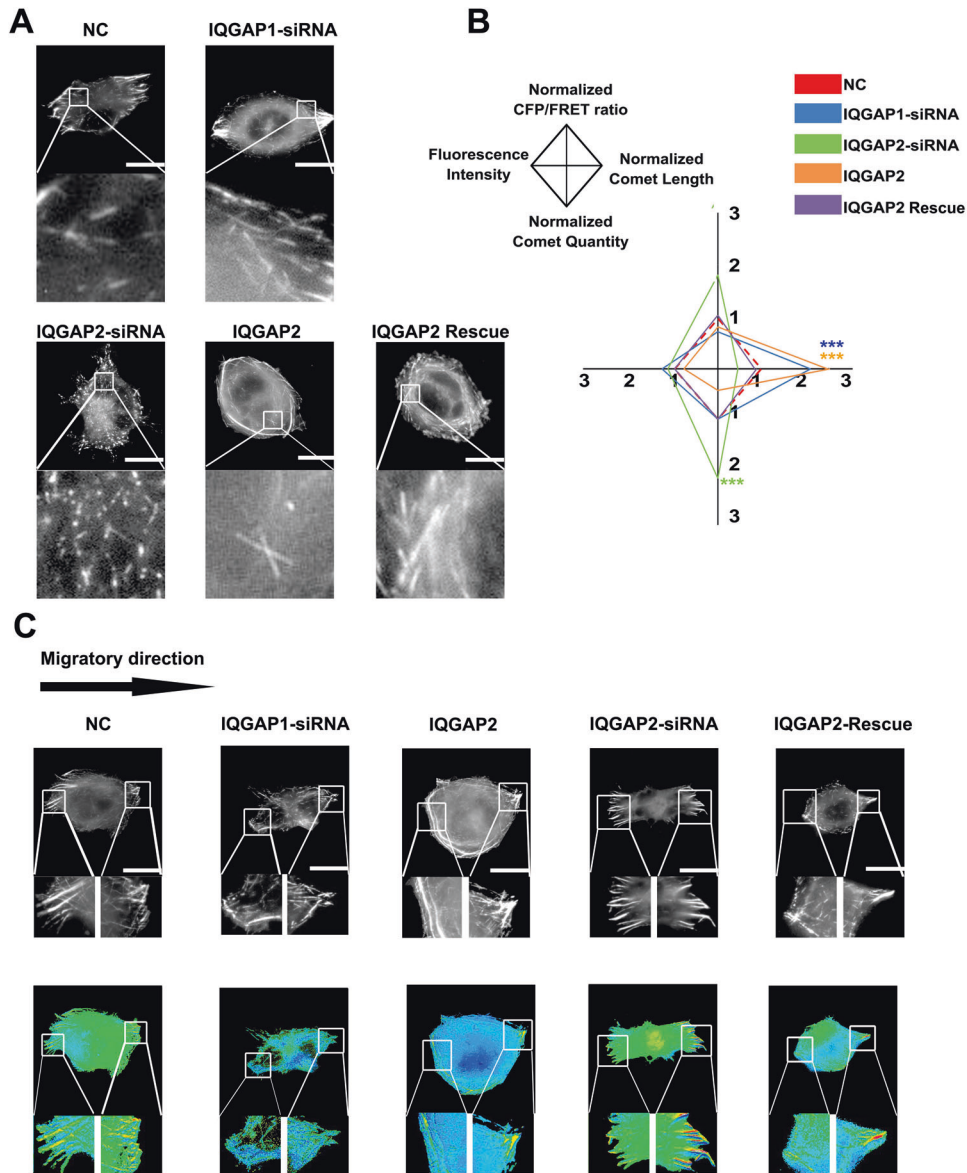 A
NC
IQGAP1-siRNA
IQGAP2-siRNA
IQGAP2
IQGAP2 Rescue
B
Normalized
CFP/FRET ratio
Fluorescence
Intensity
Normalized
Comet Length
Normalized
Comet Quantity
NC
IQGAP1-siRNA
IQGAP2-siRNA
IQGAP2
IQGAP2 Rescue
3
2
1
***
***
3
2
1
1
2
3
1
2
***
3
C
Migratory direction
NC
IQGAP1-siRNA
IQGAP2
IQGAP2-siRNA
IQGAP2-Rescue